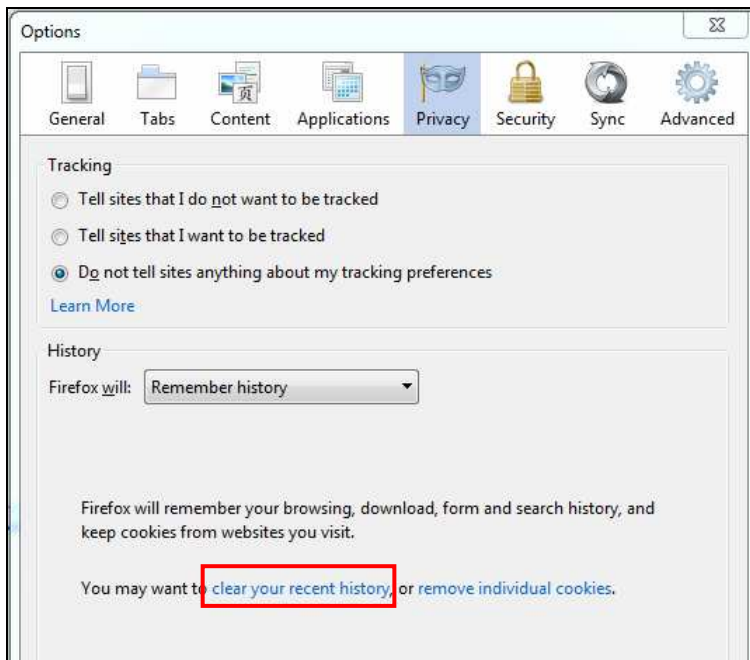 Options
General Tabs Content Applications Privacy Security Sync Advanced
页
Tracking
Tell sites that I do not want to be tracked
Tell sites that I want to be tracked
Do not tell sites anything about my tracking preferences
Learn More
History
Firefox will: Remember history
Firefox will remember your browsing, download, form and search history, and
keep cookies from websites you visit.
You may want to clear your recent history, or remove individual cookies.